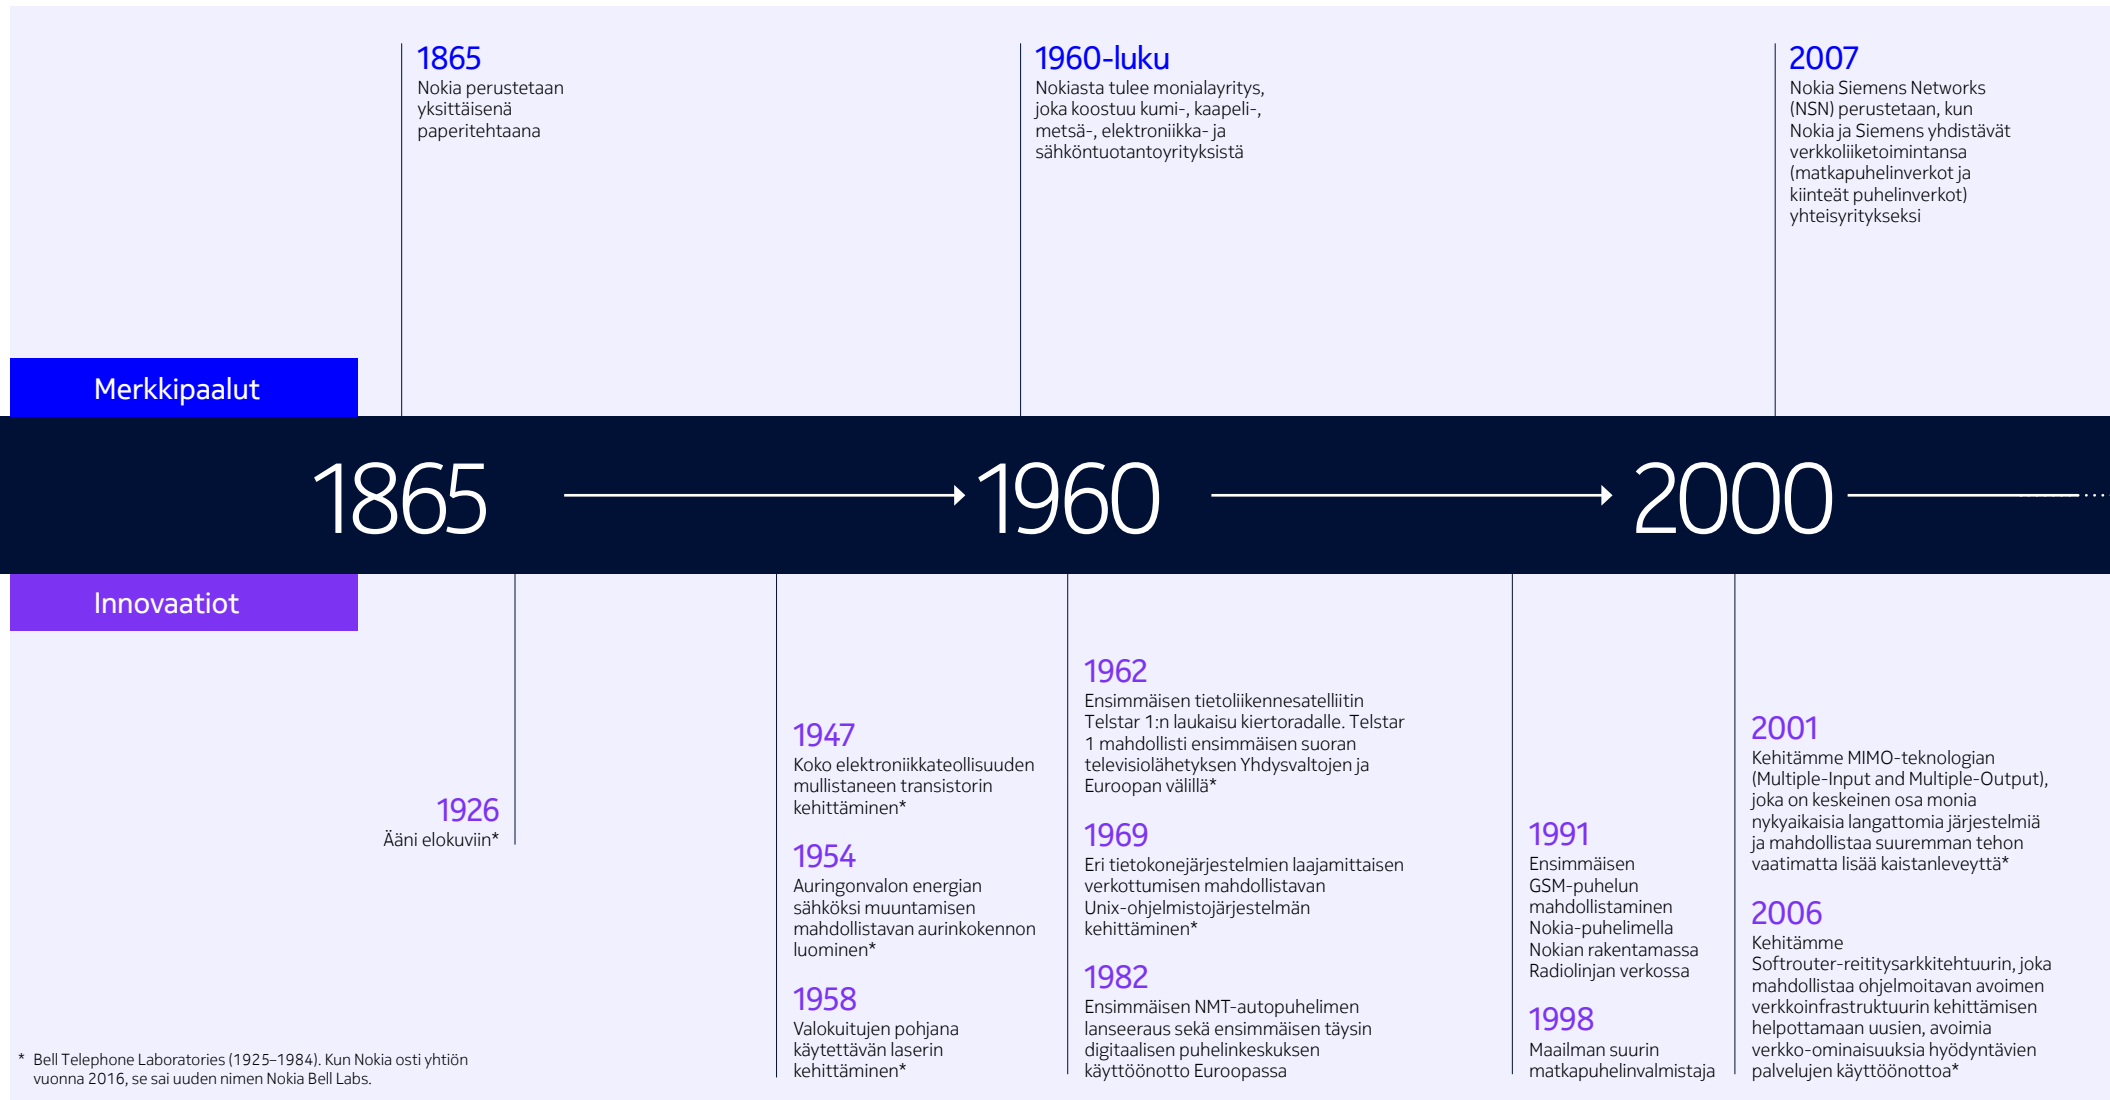 1865
Nokia perustetaan
yksittäisenä
paperitehtaana
1960-luku
Nokiasta tulee monialayritys,
joka koostuu kumi-, kaapeli-,
metsä-, elektroniikka- ja
sähköntuotantoyrityksistä
2007
Nokia Siemens Networks
(NSN) perustetaan, kun
Nokia ja Siemens yhdistävät
verkkoliiketoimintansa
(matkapuhelinverkot ja
kiinteät puhelinverkot)
yhteisyritykseksi
Merkkipaalut
1865
1960
2000
Innovaatiot
1926
Ääni elokuviin*
1947
Koko elektroniikkateollisuuden
mullistaneen transistorin
kehittäminen*
1954
Auringonvalon energian
sähköksi muuntamisen
mahdollistavan aurinkokennon
luominen*
1958
Valokuitujen pohjana
käytettävän laserin
kehittäminen*
1962
Ensimmäisen tietoliikennesatelliitin
Telstar 1:n laukaisu kiertoradalle. Telstar
1 mahdollisti ensimmäisen suoran
televisiolähetyksen Yhdysvaltojen ja
Euroopan välillä*
1969
Eri tietokonejärjestelmien laajamittaisen
verkottumisen mahdollistavan
Unix-ohjelmistojärjestelmän
kehittäminen*
1982
Ensimmäisen NMT-autopuhelimen
lanseeraus sekä ensimmäisen täysin
digitaalisen puhelinkeskuksen
käyttöönotto Euroopassa
1991
Ensimmäisen
GSM-puhelun
mahdollistaminen
Nokia-puhelimella
Nokian rakentamassa
Radiolinjan verkossa
1998
Maailman suurin
matkapuhelinvalmistaja
2001
Kehitämme MIMO-teknologian
(Multiple-Input and Multiple-Output),
joka on keskeinen osa monia
nykyaikaisia langattomia järjestelmiä
ja mahdollistaa suuremman tehon
vaatimatta lisää kaistanleveyttä*
2006
Kehitämme
Softrouter-reititysarkkitehtuurin, joka
mahdollistaa ohjelmoitavan avoimen
verkkoinfrastruktuurin kehittämisen
helpottamaan uusien, avoimia
verkko-ominaisuuksia hyödyntävien
palvelujen käyttöönottoa*
* Bell Telephone Laboratories (1925–1984). Kun Nokia osti yhtiön
vuonna 2016, se sai uuden nimen Nokia Bell Labs.